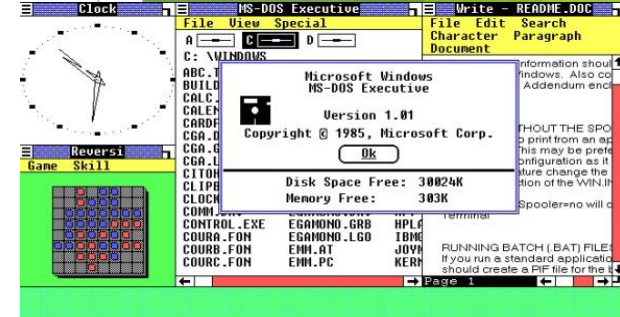 Clock
Reversi
Game Skill
MS-DOS Executive
File View Special
A C D
C: \WINDOWS
ABC.T
BUILD
CALC.
CALEN
CARDF
CGA.D
CGA.G
CGA.L
CITOH
CLIPB
CLOCK
CONTROL.EXE EGAMONO.GRB HPLA
COURA.FON EGAMONO.LGO IBMG
COURB.FON EMM.AT JOYN
COURC.FON EMM.PC KERN
Microsoft Windows
MS-DOS Executive
Version 1.01
Copyright © 1985, Microsoft Corp.
Ok
Disk Space Free: 30024K
Memory Free: 303K
Write - README.DOC
File Edit Search
Character Paragraph
Document
nformation shoul
Windows. Also co
Addendum encl
THOUT THE SPO
o print from an ap
This may be prefe
onfiguration as it
ature change the
ction of the WIN.IN
Spooler=no will d
Terminal
RUNNING BATCH (.BAT) FILES
If you run a standard applicatio
should create a PIF file for the b
Page 1